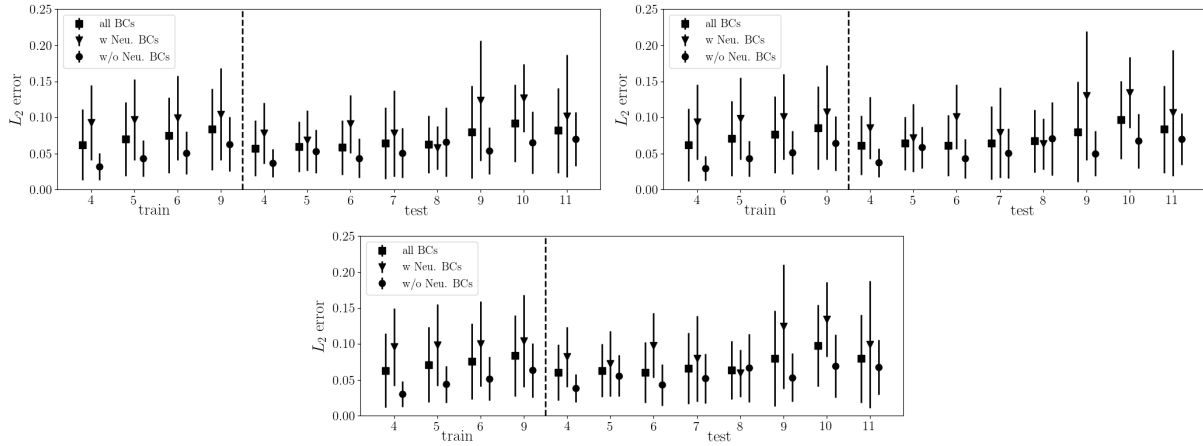 0.25
0.20
0.15
0.10
0.05
0.00
L₂ error
all BCs
w Neu. BCs
w/o Neu. BCs
4 5 6 9 4 5 6 7 8 9 10 11
train test
0.25
0.20
0.15
0.10
0.05
0.00
L₂ error
all BCs
w Neu. BCs
w/o Neu. BCs
4 5 6 9 4 5 6 7 8 9 10 11
train test
0.25
0.20
0.15
0.10
0.05
0.00
L₂ error
all BCs
w Neu. BCs
w/o Neu. BCs
4 5 6 9 4 5 6 7 8 9 10 11
train test